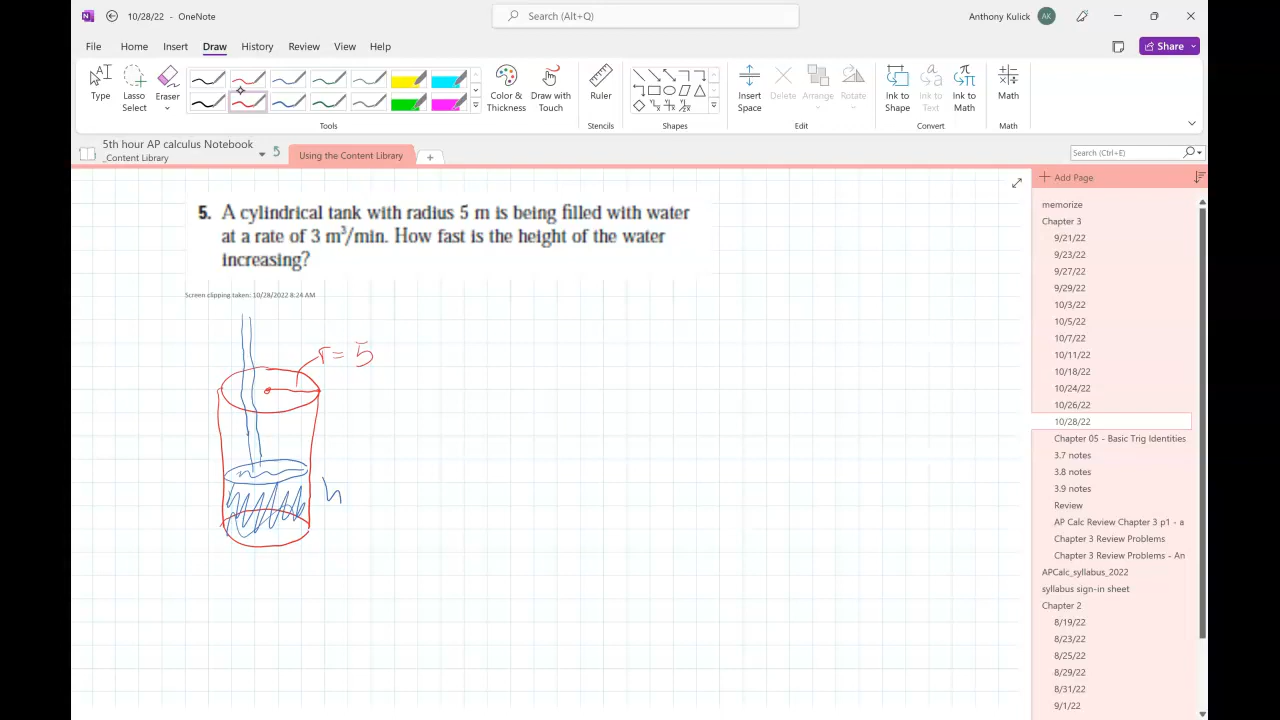 10/28/22 - OneNote
Search (Alt+Q)
Anthony Kulick
AK
File Home Insert Draw History Review View Help
Share
Type
Lasso Select
Eraser
Color & Thickness
Draw with Touch
Ruler
Insert Space
Delete
Arrange
Rotate
Ink to Shape
Ink to Text
Ink to Math
Math
Tools
Stencils
Shapes
Edit
Convert
Math
5th hour AP calculus Notebook
_Content Library
Using the Content Library
Search (Ctrl+E)
5. A cylindrical tank with radius 5 m is being filled with water
at a rate of 3 m³/min. How fast is the height of the water
increasing?
Screen clipping taken: 10/28/2022 8:24 AM
r = 5
h
Add Page
memorize
Chapter 3
9/21/22
9/23/22
9/27/22
9/29/22
10/3/22
10/5/22
10/7/22
10/11/22
10/18/22
10/24/22
10/26/22
10/28/22
Chapter 05 - Basic Trig Identities
3.7 notes
3.8 notes
3.9 notes
Review
AP Calc Review Chapter 3 p1 - a
Chapter 3 Review Problems
Chapter 3 Review Problems - An
APCalc_syllabus_2022
syllabus sign-in sheet
Chapter 2
8/19/22
8/23/22
8/25/22
8/29/22
8/31/22
9/1/22